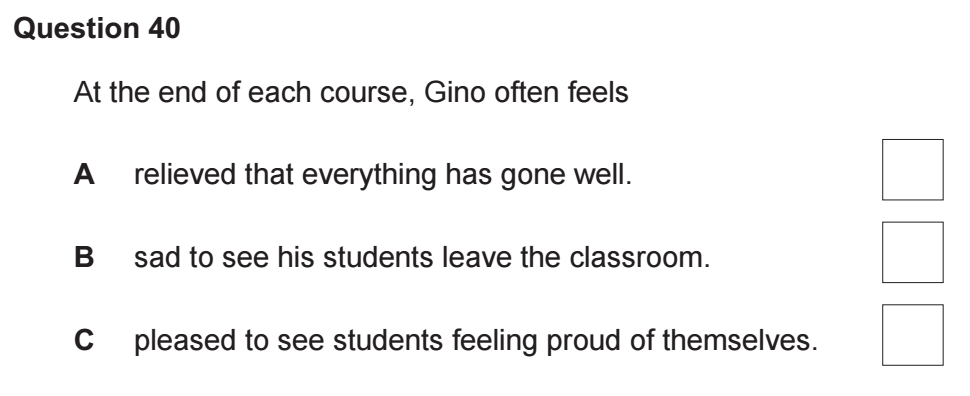 Question 40
At the end of each course, Gino often feels
A relieved that everything has gone well.
B sad to see his students leave the classroom.
C pleased to see students feeling proud of themselves.